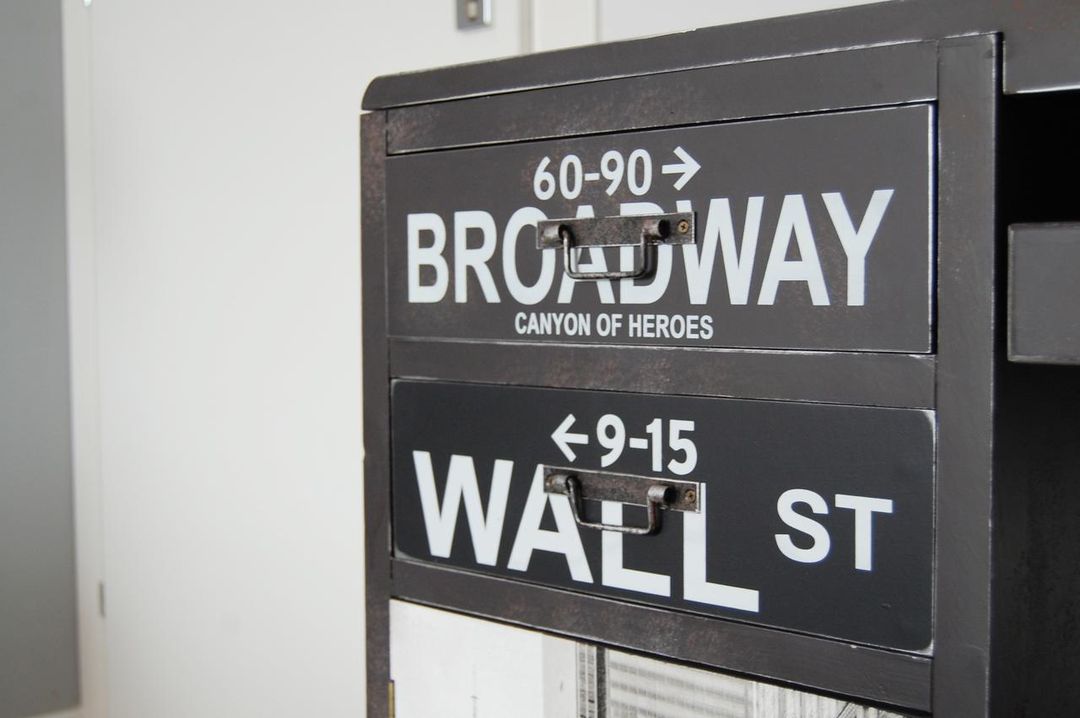 60-90 →
BROADWAY
CANYON OF HEROES
← 9-15
WALL ST